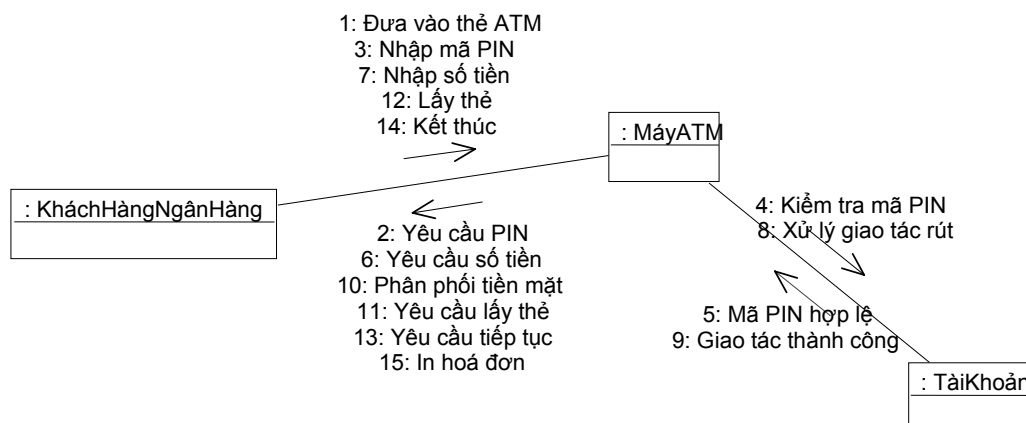 1: Đưa vào thẻ ATM
3: Nhập mã PIN
7: Nhập số tiền
12: Lấy thẻ
14: Kết thúc
: MáyATM
: KháchHàngNgânHàng
2: Yêu cầu PIN
6: Yêu cầu số tiền
10: Phân phối tiền mặt
11: Yêu cầu lấy thẻ
13: Yêu cầu tiếp tục
15: In hoá đơn
4: Kiểm tra mã PIN
8: Xử lý giao tác rút
5: Mã PIN hợp lệ
9: Giao tác thành công
: TàiKhoản